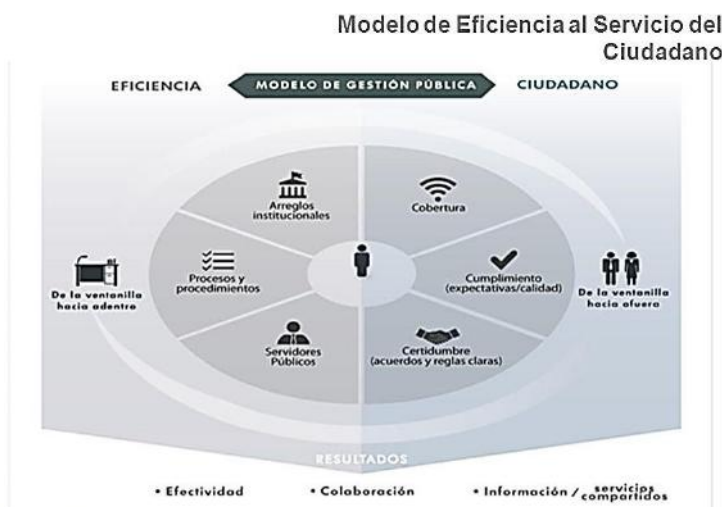 Modelo de Eficiencia al Servicio del
Ciudadano
EFICIENCIA
MODELO DE GESTIÓN PÚBLICA
CIUDADANO
Arreglos
institucionales
Cobertura
Procesos y
procedimientos
Cumplimiento
(expectativas/calidad)
De la ventanilla
hacia adentro
De la ventanilla
hacia afuera
Servidores
Públicos
Certidumbre
(acuerdos y reglas claras)
RESULTADOS
• Efectividad
• Colaboración
• Información / servicios
compartidos